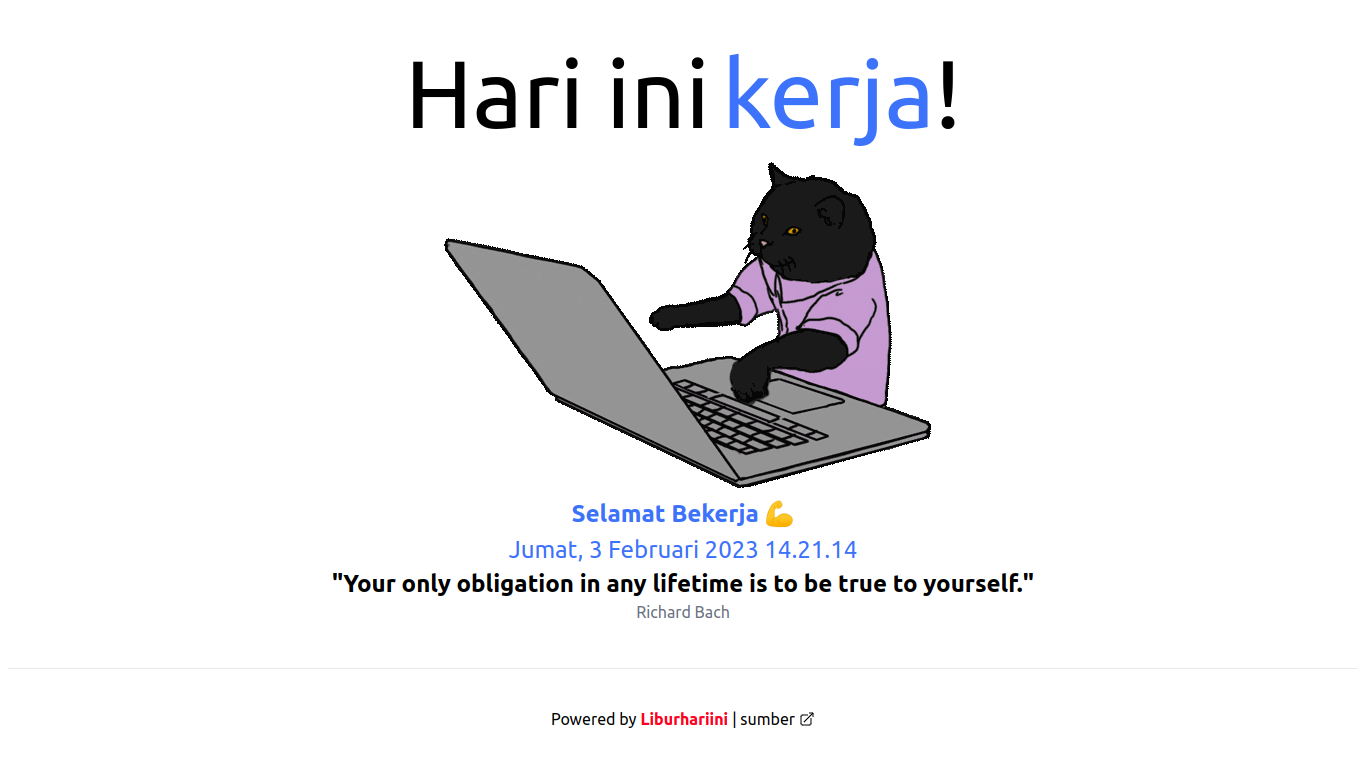 Hari ini kerja!
Selamat Bekerja 💪
Jumat, 3 Februari 2023 14.21.14
"Your only obligation in any lifetime is to be true to yourself."
Richard Bach
Powered by Liburhariini | sumber